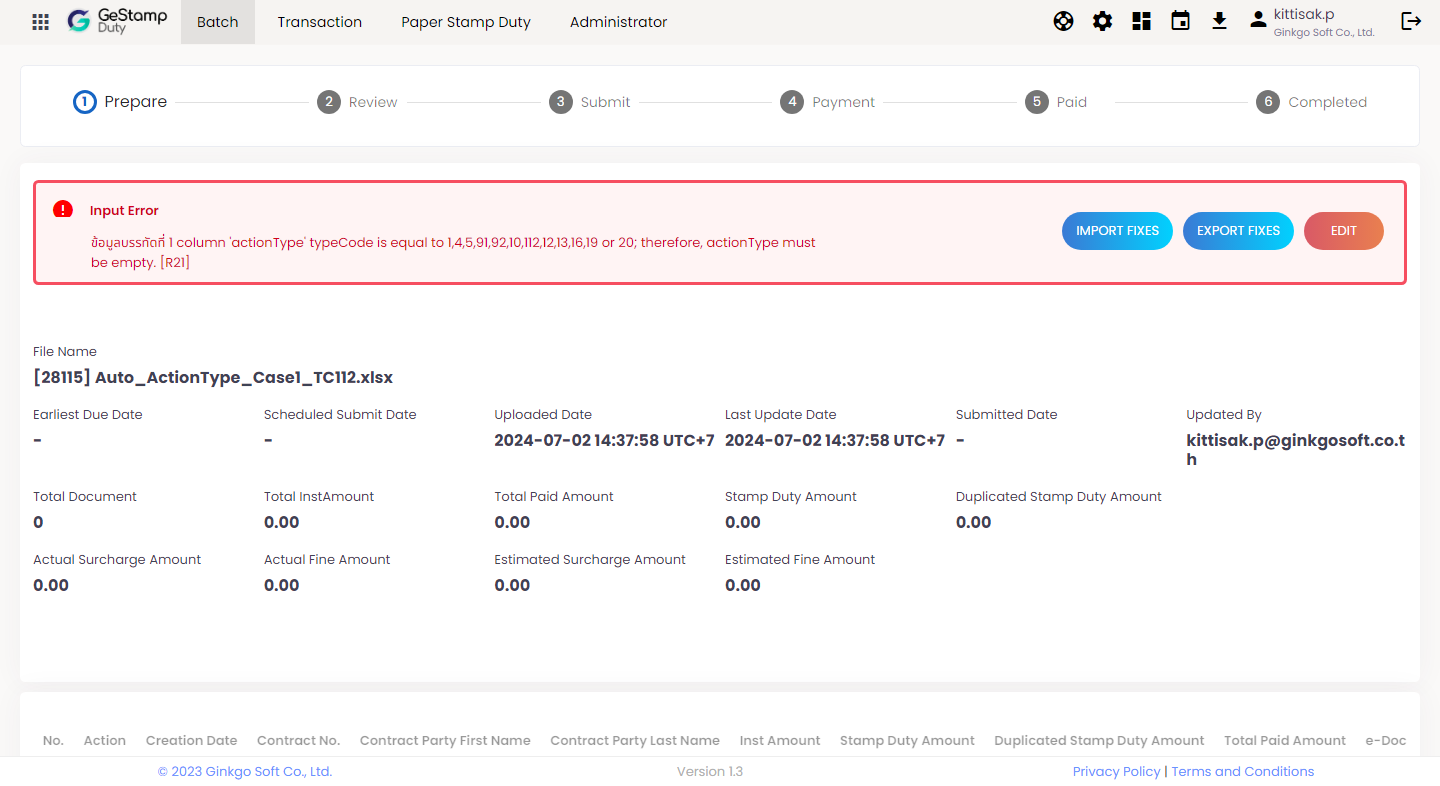 GeStamp
Duty
Batch
Transaction
Paper Stamp Duty
Administrator
kittisak.p
Ginkgo Soft Co., Ltd.
1 Prepare
2 Review
3 Submit
4 Payment
5 Paid
6 Completed
Input Error
ข้อมูลบรรทัดที่ 1 column 'actionType' typeCode is equal to 1,4,5,91,92,10,112,12,13,16,19 or 20; therefore, actionType must
be empty. [R21]
IMPORT FIXES
EXPORT FIXES
EDIT
File Name
[28115] Auto_ActionType_Case1_TC112.xlsx
Earliest Due Date
-
Scheduled Submit Date
-
Uploaded Date
2024-07-02 14:37:58 UTC+7
Last Update Date
2024-07-02 14:37:58 UTC+7
Submitted Date
-
Updated By
kittisak.p@ginkgosoft.co.t
h
Total Document
0
Total InstAmount
0.00
Total Paid Amount
0.00
Stamp Duty Amount
0.00
Duplicated Stamp Duty Amount
0.00
Actual Surcharge Amount
0.00
Actual Fine Amount
0.00
Estimated Surcharge Amount
0.00
Estimated Fine Amount
0.00
No. Action Creation Date Contract No. Contract Party First Name Contract Party Last Name Inst Amount Stamp Duty Amount Duplicated Stamp Duty Amount Total Paid Amount e-Doc
© 2023 Ginkgo Soft Co., Ltd.
Version 1.3
Privacy Policy | Terms and Conditions